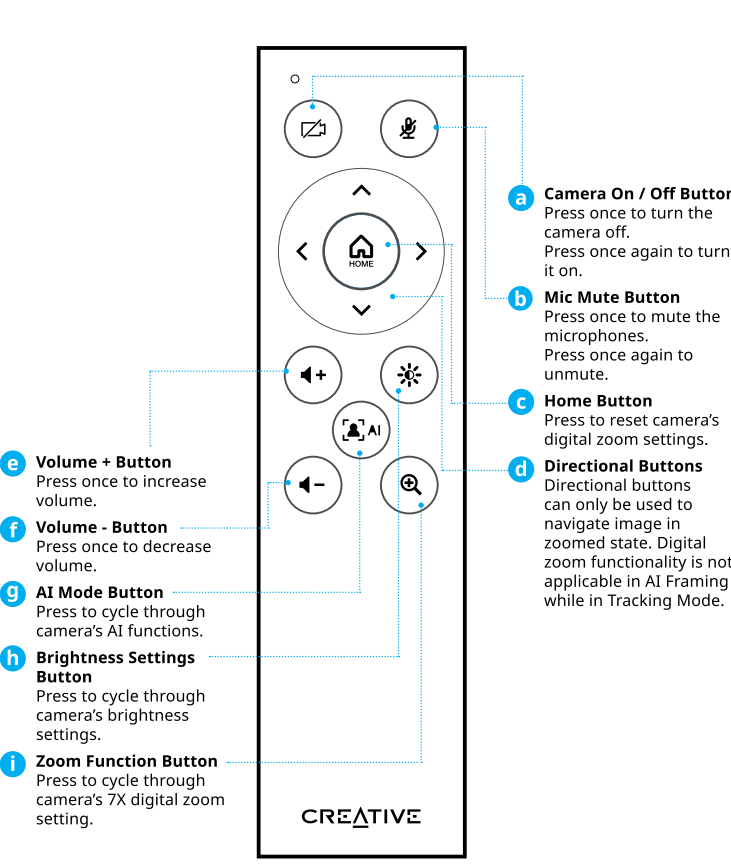 HOME
AI
CREATIVE
a
Camera On / Off Button
Press once to turn the
camera off.
Press once again to turn
it on.
b
Mic Mute Button
Press once to mute the
microphones.
Press once again to
unmute.
c
Home Button
Press to reset camera’s
digital zoom settings.
d
Directional Buttons
Directional buttons
can only be used to
navigate image in
zoomed state. Digital
zoom functionality is not
applicable in AI Framing
while in Tracking Mode.
e
Volume + Button
Press once to increase
volume.
f
Volume - Button
Press once to decrease
volume.
g
AI Mode Button
Press to cycle through
camera’s AI functions.
h
Brightness Settings
Button
Press to cycle through
camera’s brightness
settings.
i
Zoom Function Button
Press to cycle through
camera’s 7X digital zoom
setting.